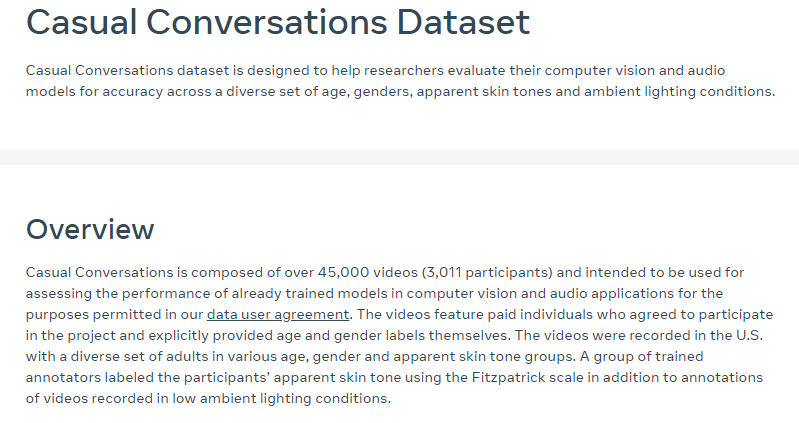 Casual Conversations Dataset
Casual Conversations dataset is designed to help researchers evaluate their computer vision and audio
models for accuracy across a diverse set of age, genders, apparent skin tones and ambient lighting conditions.
Overview
Casual Conversations is composed of over 45,000 videos (3,011 participants) and intended to be used for
assessing the performance of already trained models in computer vision and audio applications for the
purposes permitted in our data user agreement. The videos feature paid individuals who agreed to participate
in the project and explicitly provided age and gender labels themselves. The videos were recorded in the U.S.
with a diverse set of adults in various age, gender and apparent skin tone groups. A group of trained
annotators labeled the participants’ apparent skin tone using the Fitzpatrick scale in addition to annotations
of videos recorded in low ambient lighting conditions.